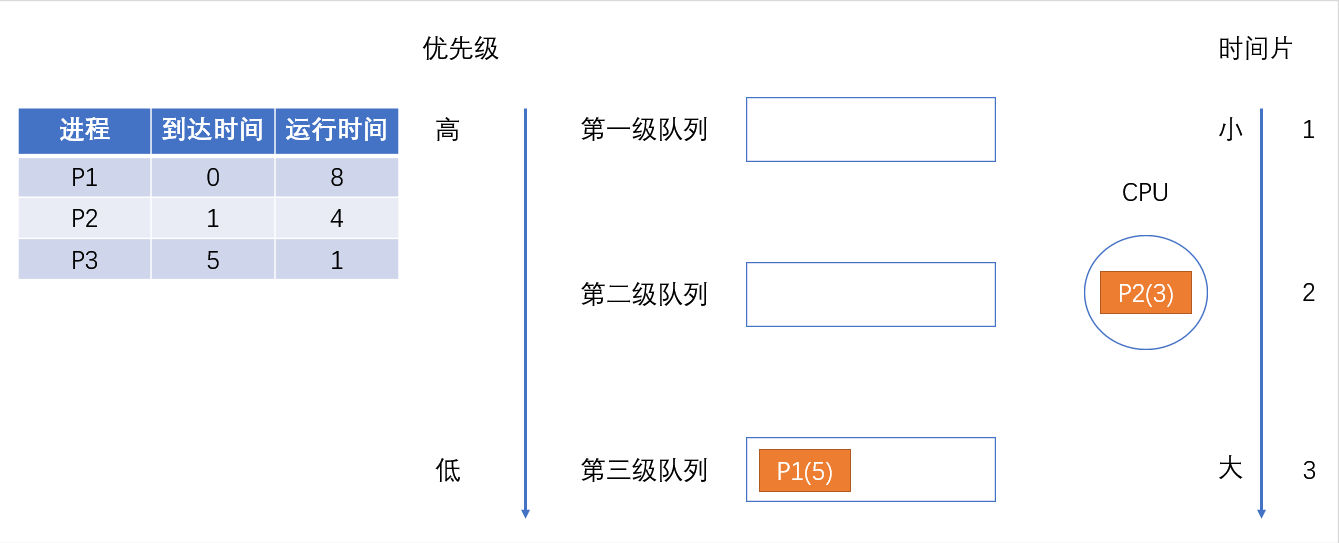 优先级
时间片
进程 到达时间 运行时间
P1 0 8
P2 1 4
P3 5 1
高 第一级队列 小 1
CPU
第二级队列 P2(3) 2
低 第三级队列 P1(5) 大 3